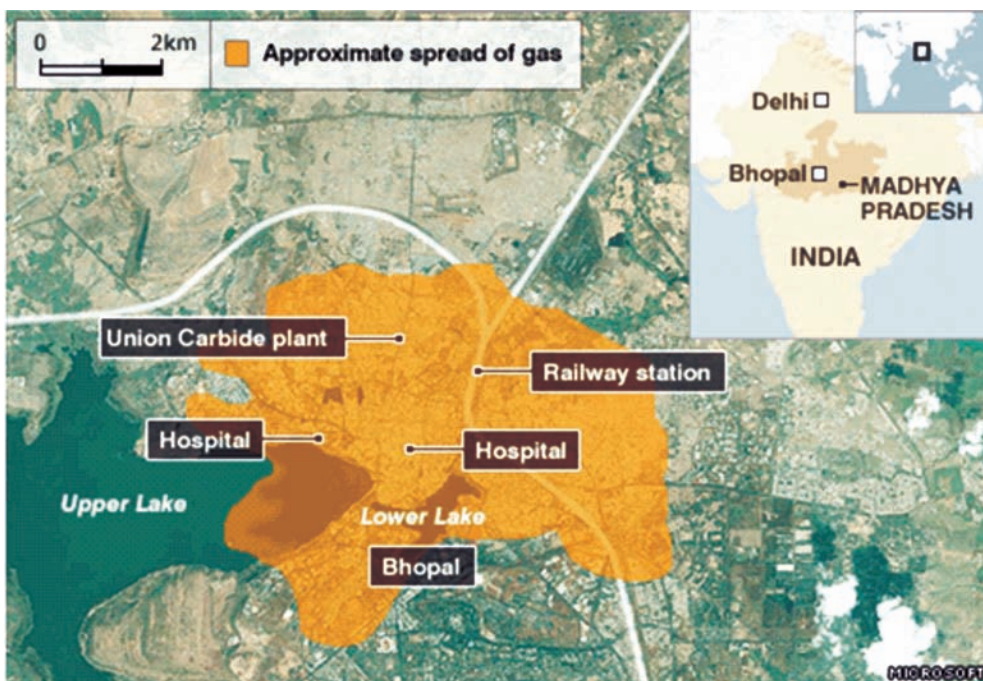 0 2km
Approximate spread of gas
Delhi
Bhopal
MADHYA
PRADESH
INDIA
Union Carbide plant
Railway station
Hospital
Hospital
Upper Lake
Lower Lake
Bhopal
MICROSOFT